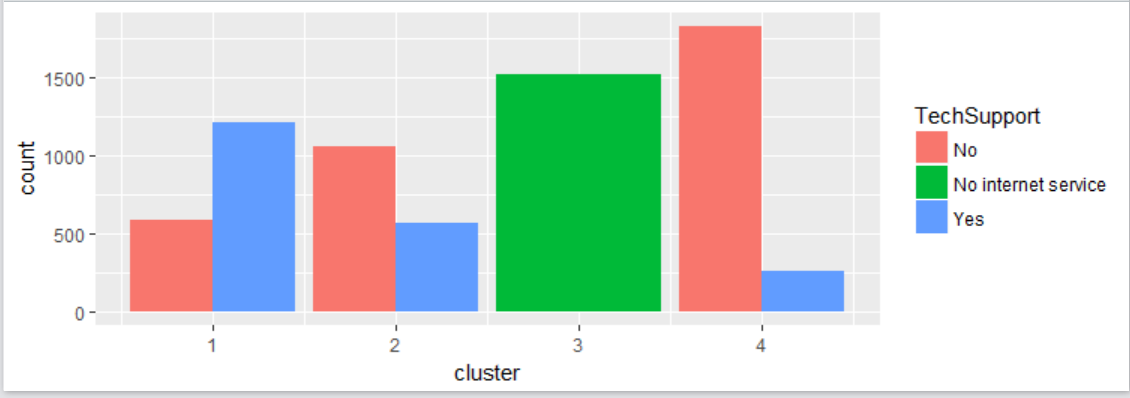 1500
1000
500
0
count
1 2 3 4
cluster
TechSupport
No
No internet service
Yes